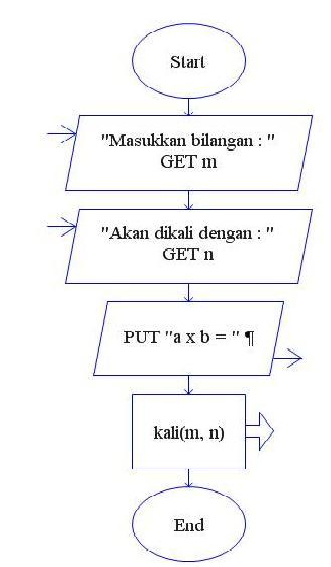 Start
"Masukkan bilangan : "
GET m
"Akan dikali dengan : "
GET n
PUT "a x b = " ¶
kali(m, n)
End